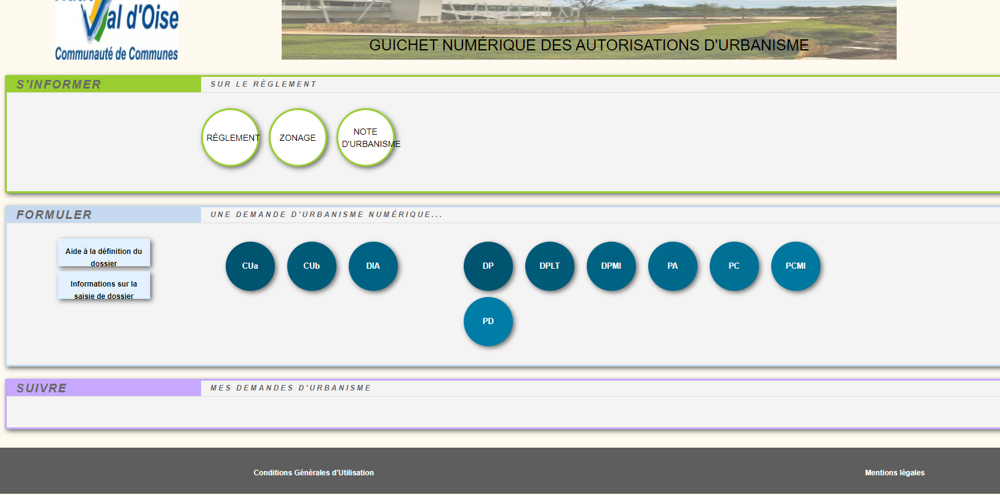 al d'Oise
Communauté de Communes
GUICHET NUMÉRIQUE DES AUTORISATIONS D'URBANISME
S'INFORMER
SUR LE RÈGLEMENT
RÈGLEMENT
ZONAGE
NOTE
D'URBANISME
FORMULER
UNE DEMANDE D'URBANISME NUMÉRIQUE...
Aide à la définition du
dossier
Informations sur la
saisie de dossier
CUa
CUb
DIA
DP
DPLT
DPMI
PA
PC
PCMI
PD
SUIVRE
MES DEMANDES D'URBANISME
Conditions Générales d'Utilisation
Mentions légales